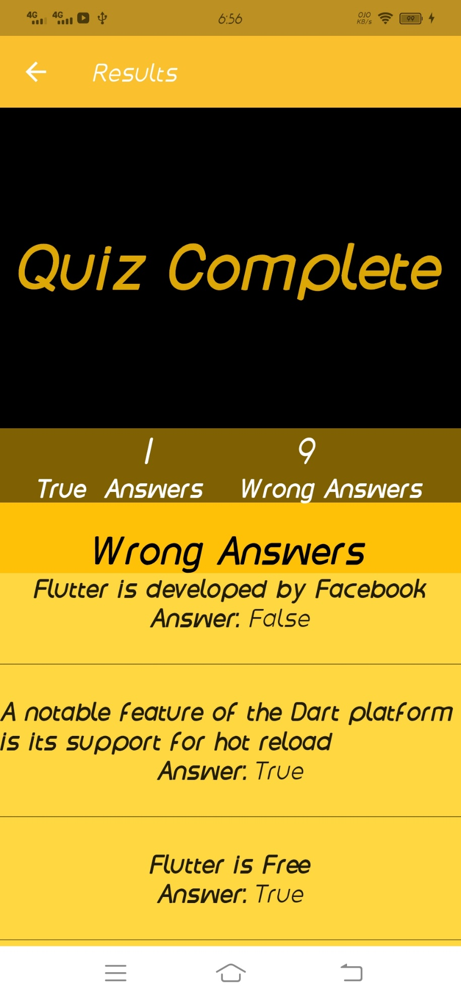 4G 4G 6:56 0.10 KB/s 99
Results
Quiz Complete
1 9
True Answers Wrong Answers
Wrong Answers
Flutter is developed by Facebook
Answer: False
A notable feature of the Dart platform
is its support for hot reload
Answer: True
Flutter is Free
Answer: True